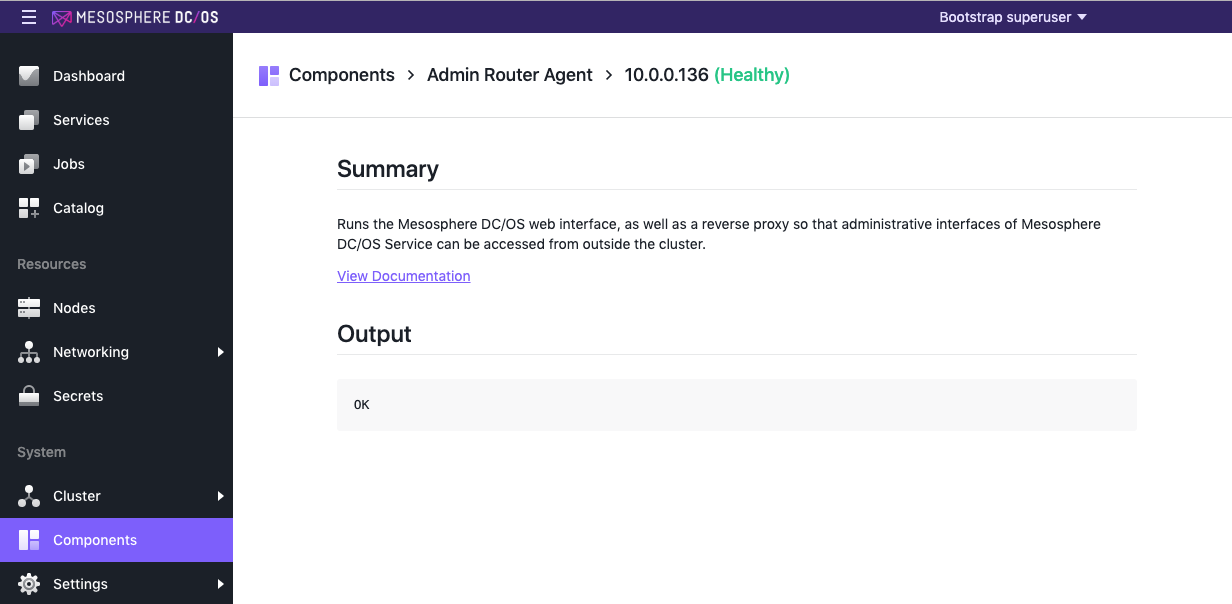 MESOSPHERE DC/OS
Bootstrap superuser
Dashboard
Services
Jobs
Catalog
Resources
Nodes
Networking
Secrets
System
Cluster
Components
Settings
Components > Admin Router Agent > 10.0.0.136 (Healthy)
Summary
Runs the Mesosphere DC/OS web interface, as well as a reverse proxy so that administrative interfaces of Mesosphere
DC/OS Service can be accessed from outside the cluster.
View Documentation
Output
OK